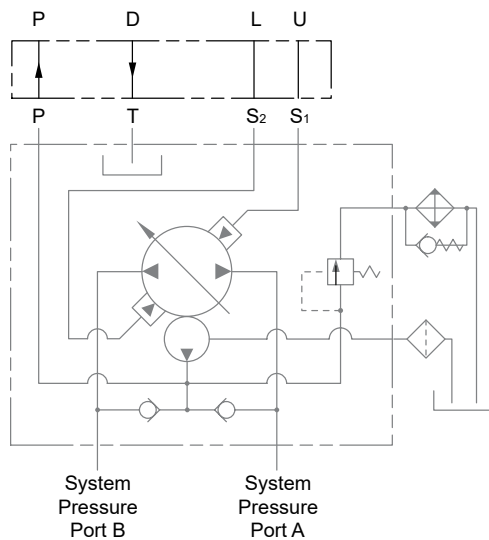 P D L U
P T S2 S1
System
Pressure
Port B
System
Pressure
Port A